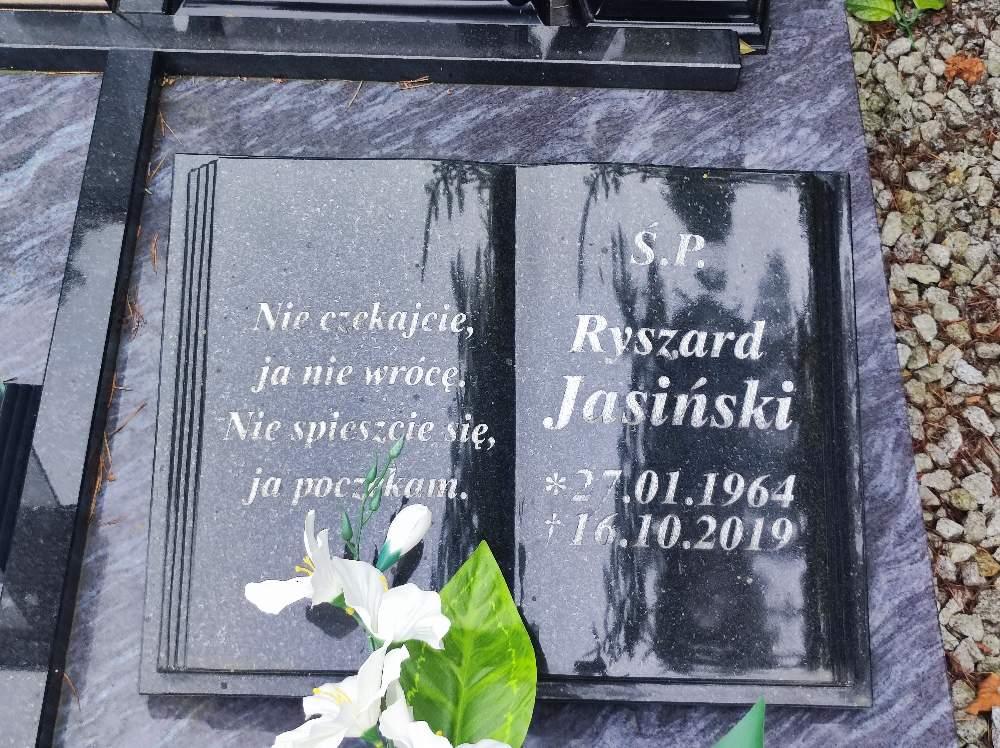 Nie czekajcie,
ja nie wrócę.
Nie spieszcie się,
ja poczekam.
Ś.P.
Ryszard
Jasiński
*27.01.1964
†16.10.2019